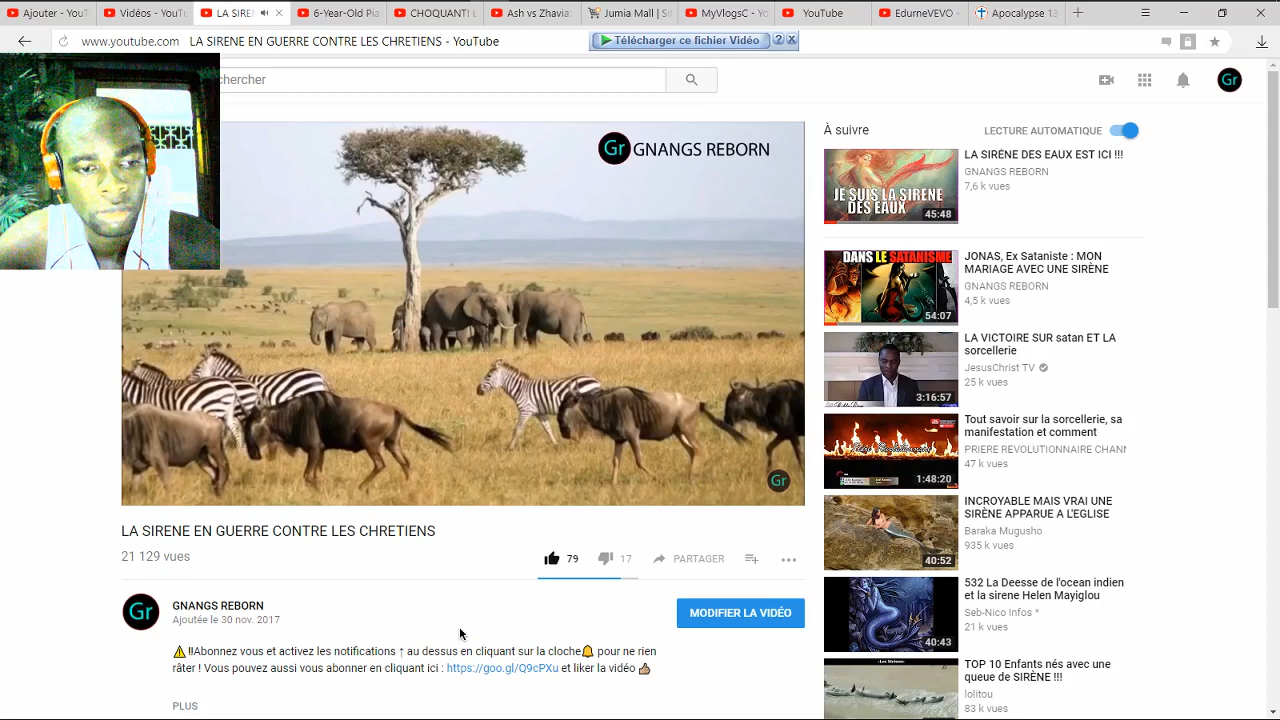 Ajouter - YouT
Vidéos - YouTu
LA SIREI
6-Year-Old Pa
CHOQUANT ! L
Jumia
YouTube
EdurneVEVO -
Apocalypse 13
www.youtube.com LA SIRENE EN GUERRE CONTRE LES CHRETIENS - YouTube
Télécharger ce fichier Vidéo
? X
chercher
Gr
Gr GNANGS REBORN
Gr
À suivre
LECTURE AUTOMATIQUE
JE SUIS LA SIRENE
DES EAUX
45:48
LA SIRÈNE DES EAUX EST ICI !!!
GNANGS REBORN
7,6 k vues
DANS LE SATANISME
54:07
JONAS, Ex Sataniste : MON
MARIAGE AVEC UNE SIRÈNE
GNANGS REBORN
4,5 k vues
3:16:57
LA VICTOIRE SUR satan ET LA
sorcellerie
JesusChrist TV
25 k vues
1:48:20
Tout savoir sur la sorcellerie, sa
manifestation et comment
PRIERE REVOLUTIONNAIRE CHAN
47 k vues
40:52
INCROYABLE MAIS VRAI UNE
SIRÈNE APPARUE A L'EGLISE
Baraka Mugusho
935 k vues
40:43
532 La Deesse de l'ocean indien
et la sirene Helen Mayiglou
Seb-Nico Infos *
21 k vues
TOP 10 Enfants nés avec une
queue de SIRÈNE !!!
lolitou
83 k vues
LA SIRENE EN GUERRE CONTRE LES CHRETIENS
21 129 vues
79
17
PARTAGER
Gr
GNANGS REBORN
Ajoutée le 30 nov. 2017
MODIFIER LA VIDÉO
!!Abonnez-vous et activez les notifications ↑ au dessus en cliquant sur la cloche pour ne rien
râter ! Vous pouvez aussi vous abonner en cliquant ici : https://goo.gl/Q9cPXu et liker la vidéo
PLUS